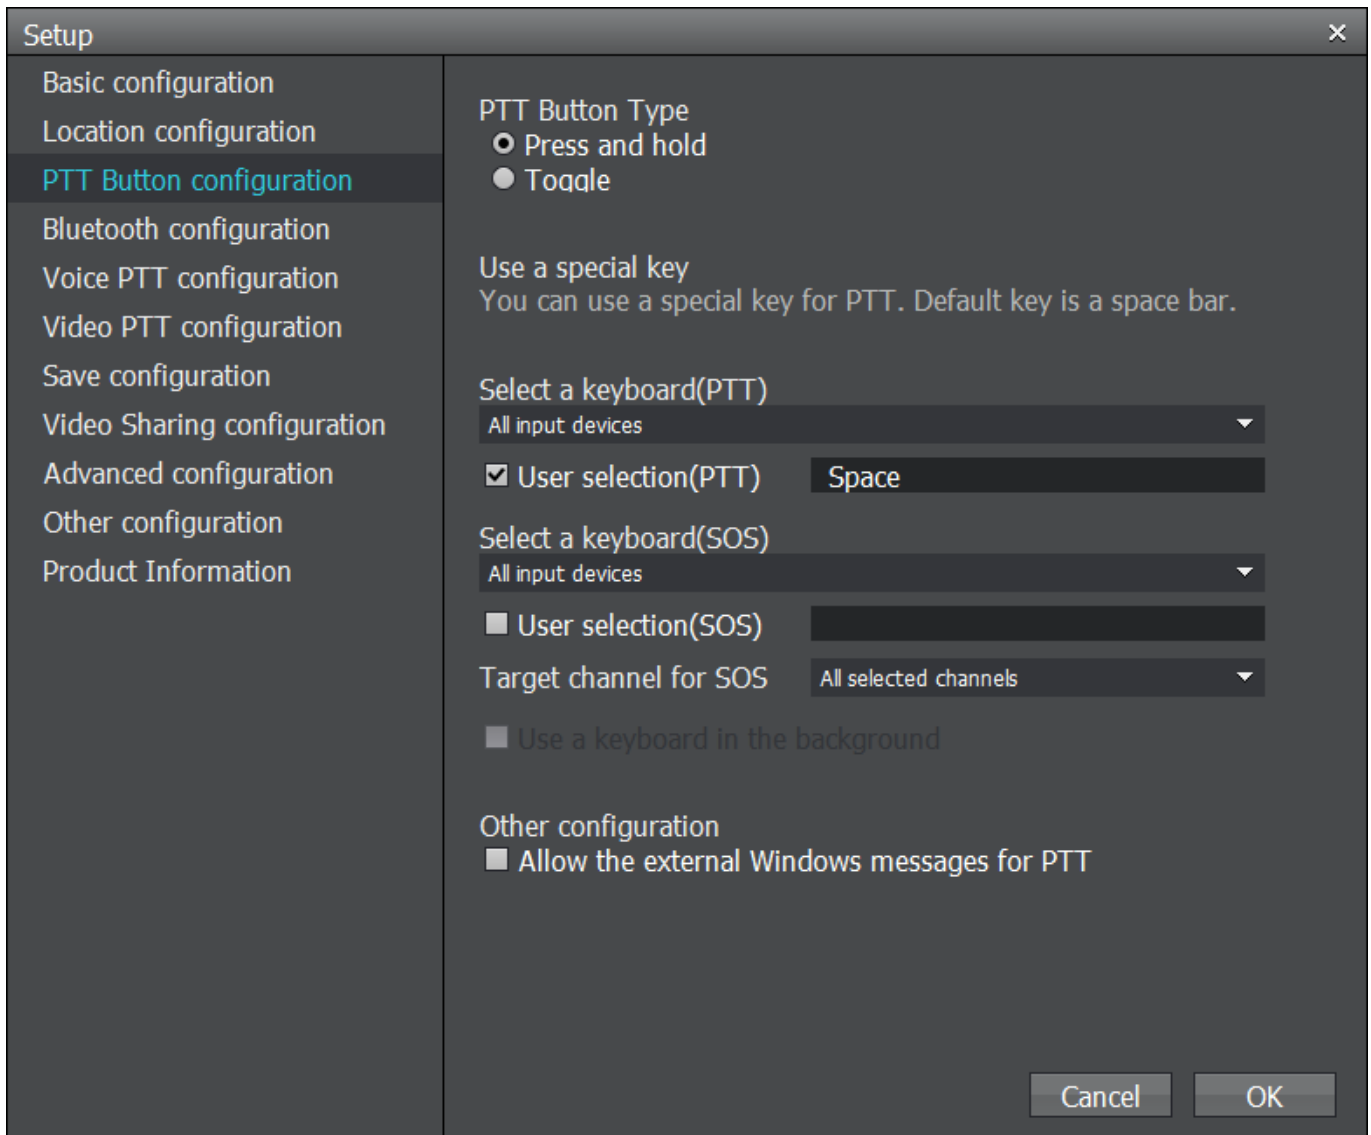 Setup
Basic configuration
Location configuration
PTT Button configuration
Bluetooth configuration
Voice PTT configuration
Video PTT configuration
Save configuration
Video Sharing configuration
Advanced configuration
Other configuration
Product Information
PTT Button Type
Press and hold
Toggle
Use a special key
You can use a special key for PTT. Default key is a space bar.
Select a keyboard(PTT)
All input devices
User selection(PTT) Space
Select a keyboard(SOS)
All input devices
User selection(SOS)
Target channel for SOS All selected channels
Use a keyboard in the background
Other configuration
Allow the external Windows messages for PTT
Cancel OK